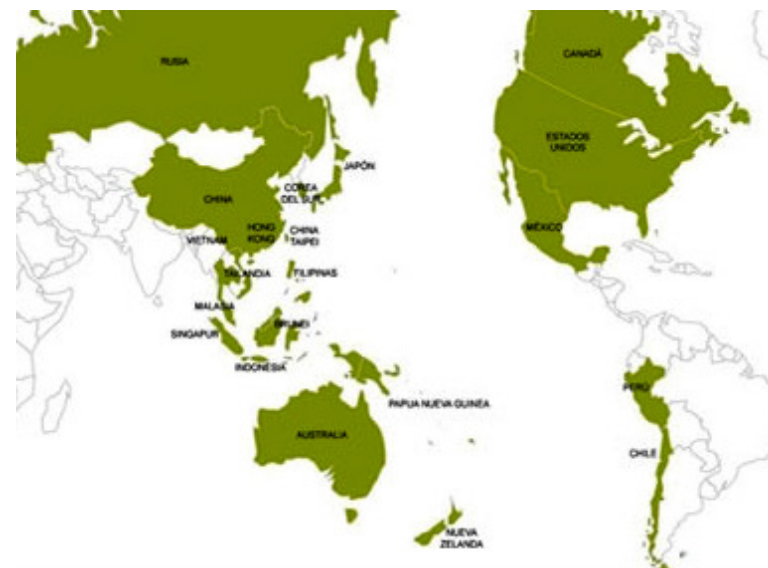 RUSIA
CANADÁ
ESTADOS
UNIDOS
JAPÓN
COREA
DEL SUR
CHINA
HONG
KONG
CHINA
TAIPEI
VIETNAM
MÉXICO
TAILANDIA
FILIPINAS
MALASIA
BRUNEI
SINGAPUR
INDONESIA
PERÚ
PAPUA NUEVA GUINEA
AUSTRALIA
CHILE
NUEVA
ZELANDA